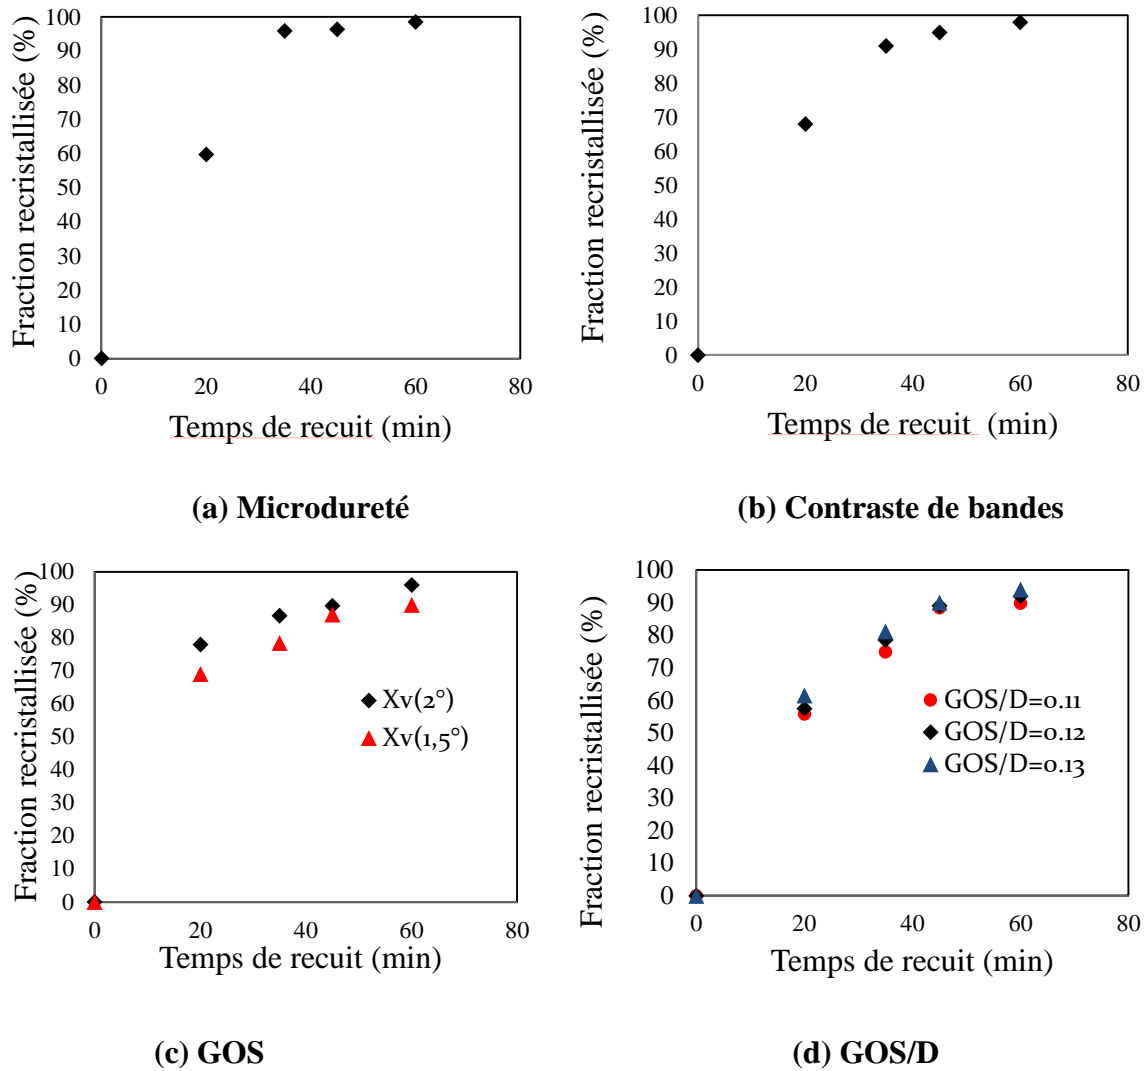 Fraction recristallisée (%)
100
90
80
70
60
50
40
30
20
10
0
0 20 40 60 80
Temps de recuit (min)
(a) Microdureté
Fraction recristallisée (%)
100
90
80
70
60
50
40
30
20
10
0
0 20 40 60 80
Temps de recuit (min)
(b) Contraste de bandes
Fraction recristallisée (%)
100
90
80
70
60
50
40
30
20
10
0
0 20 40 60 80
Xv(2°)
Xv(1,5°)
Temps de recuit (min)
(c) GOS
Fraction recristallisée (%)
100
90
80
70
60
50
40
30
20
10
0
0 20 40 60 80
GOS/D=0.11
GOS/D=0.12
GOS/D=0.13
Temps de recuit (min)
(d) GOS/D